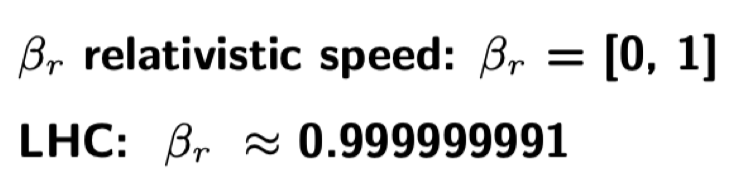 βr relativistic speed: βr = [0, 1]
LHC: βr ≈ 0.999999991